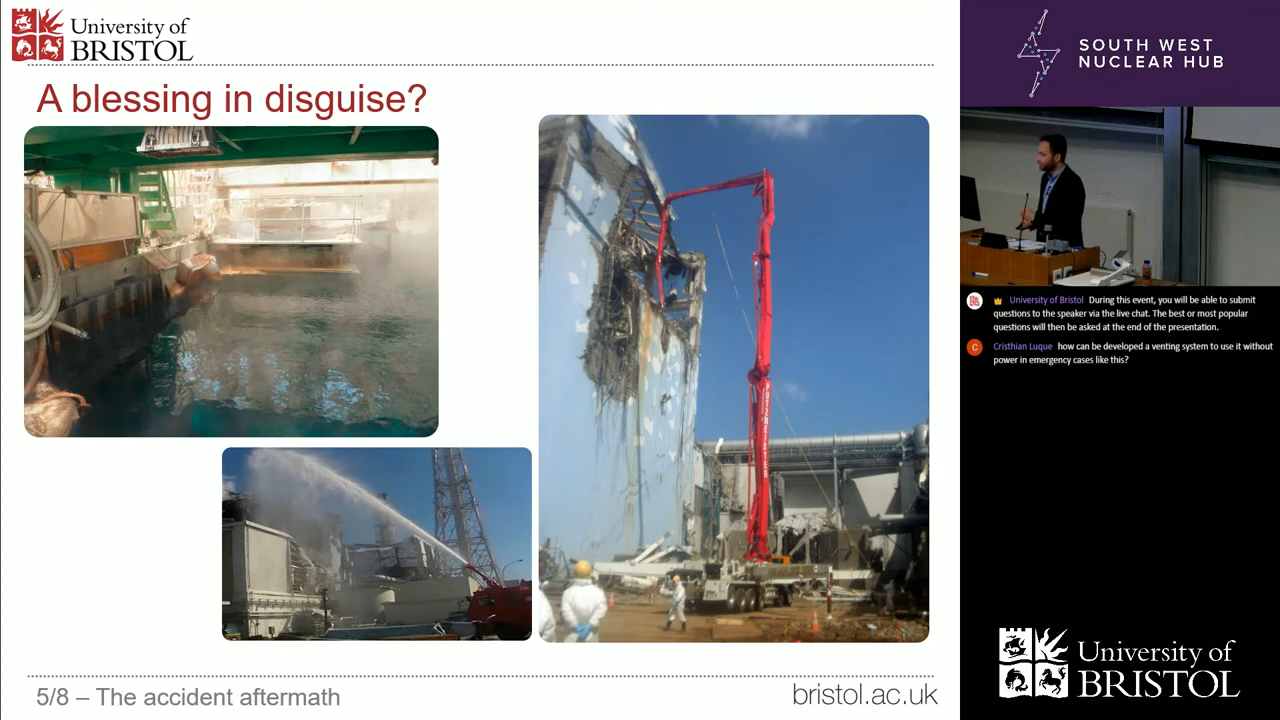 University of
BRISTOL
A blessing in disguise?
5/8 – The accident aftermath
bristol.ac.uk
SOUTH WEST
NUCLEAR HUB
University of Bristol During this event, you will be able to submit
questions to the speaker via the live chat. The best or most popular
questions will then be asked at the end of the presentation.
C
Cristhian Luque how can be developed a venting system to use it without
power in emergency cases like this?
University of
BRISTOL